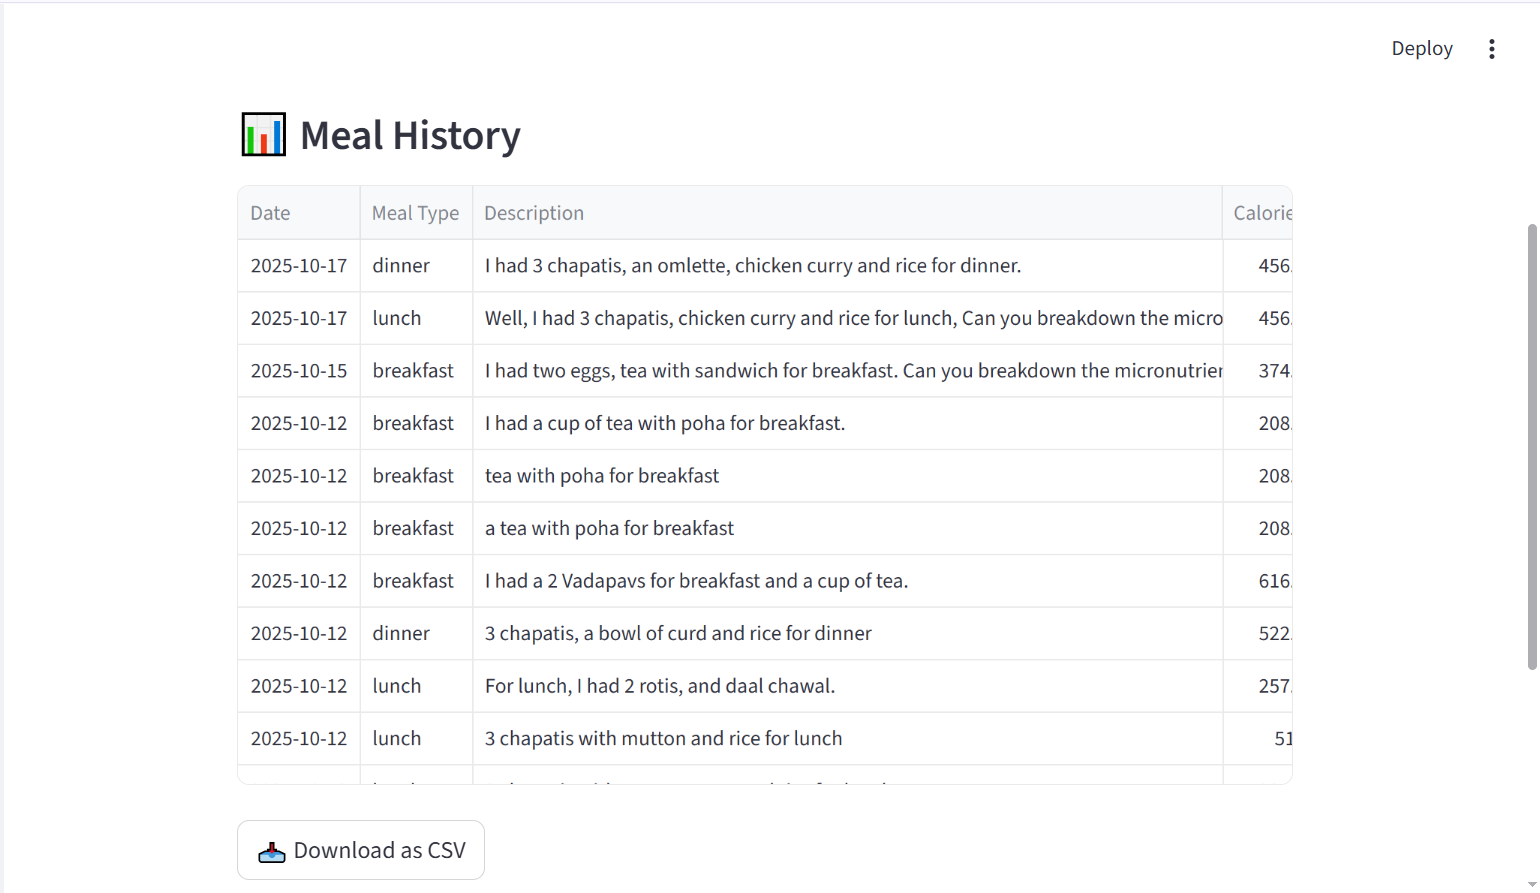 Deploy
Meal History
Date Meal Type Description Calorie
2025-10-17 dinner I had 3 chapatis, an omlette, chicken curry and rice for dinner. 456.
2025-10-17 lunch Well, I had 3 chapatis, chicken curry and rice for lunch, Can you breakdown the micro 456.
2025-10-15 breakfast I had two eggs, tea with sandwich for breakfast. Can you breakdown the micronutrien 374.
2025-10-12 breakfast I had a cup of tea with poha for breakfast. 208.
2025-10-12 breakfast tea with poha for breakfast 208.
2025-10-12 breakfast a tea with poha for breakfast 208.
2025-10-12 breakfast I had a 2 Vadapavs for breakfast and a cup of tea. 616.
2025-10-12 dinner 3 chapatis, a bowl of curd and rice for dinner 522.
2025-10-12 lunch For lunch, I had 2 rotis, and daal chawal. 257.
2025-10-12 lunch 3 chapatis with mutton and rice for lunch 51
Download as CSV